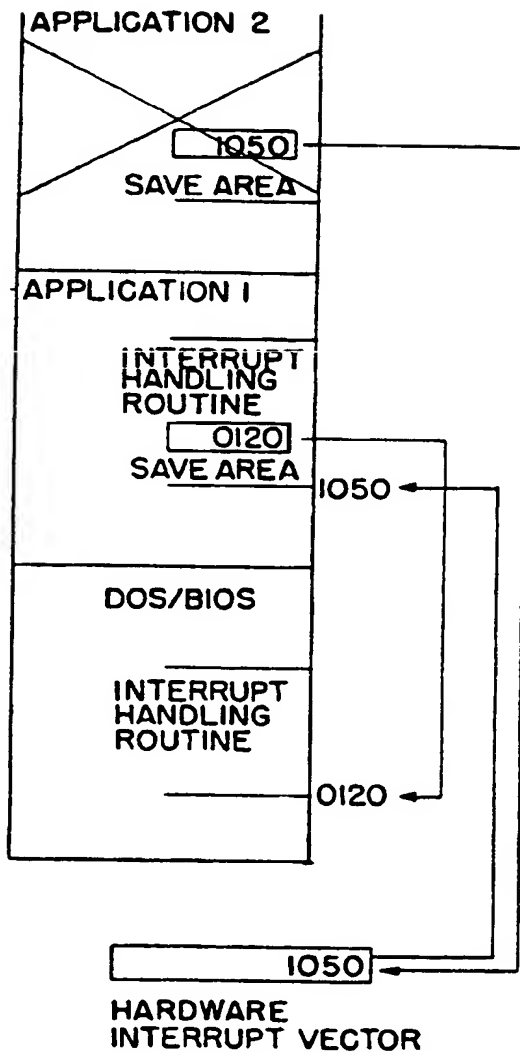 APPLICATION 2
1050
SAVE AREA
APPLICATION 1
INTERRUPT
HANDLING
ROUTINE
0120
SAVE AREA
1050
DOS/BIOS
INTERRUPT
HANDLING
ROUTINE
0120
1050
HARDWARE
INTERRUPT VECTOR